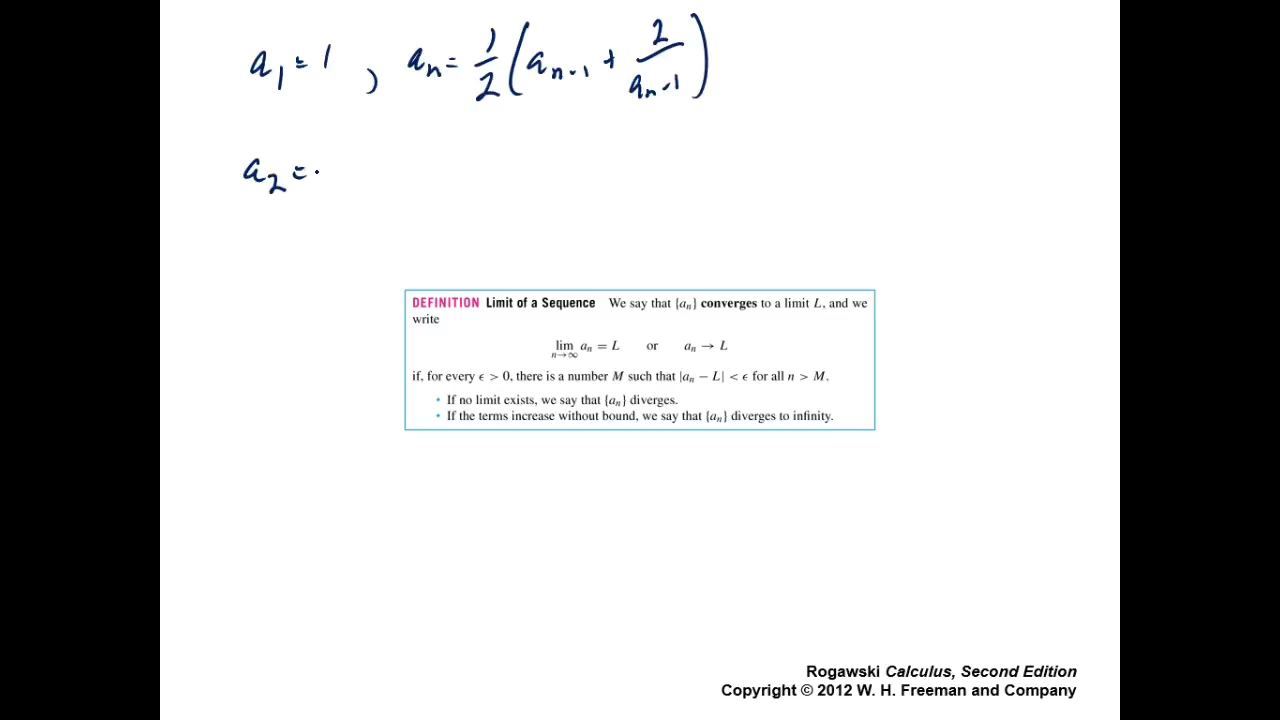 a₁ = 1 , aₙ = 1/2 (aₙ₋₁ + 2/aₙ₋₁)
a₂ =
DEFINITION Limit of a Sequence We say that {aₙ} converges to a limit L, and we
write
lim n→∞ aₙ = L or aₙ → L
if, for every ϵ > 0, there is a number M such that |aₙ − L| < ϵ for all n > M.
• If no limit exists, we say that {aₙ} diverges.
• If the terms increase without bound, we say that {aₙ} diverges to infinity.
Rogawski Calculus, Second Edition
Copyright © 2012 W. H. Freeman and Company